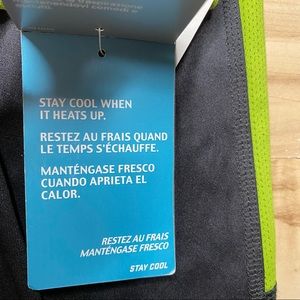 STAY COOL WHEN
IT HEATS UP.
RESTEZ AU FRAIS QUAND
LE TEMPS S'ÉCHAUFFE.
MANTÉNGASE FRESCO
CUANDO APRIETA EL
CALOR.
RESTEZ AU FRAIS
MANTÉNGASE FRESCO
STAY COOL